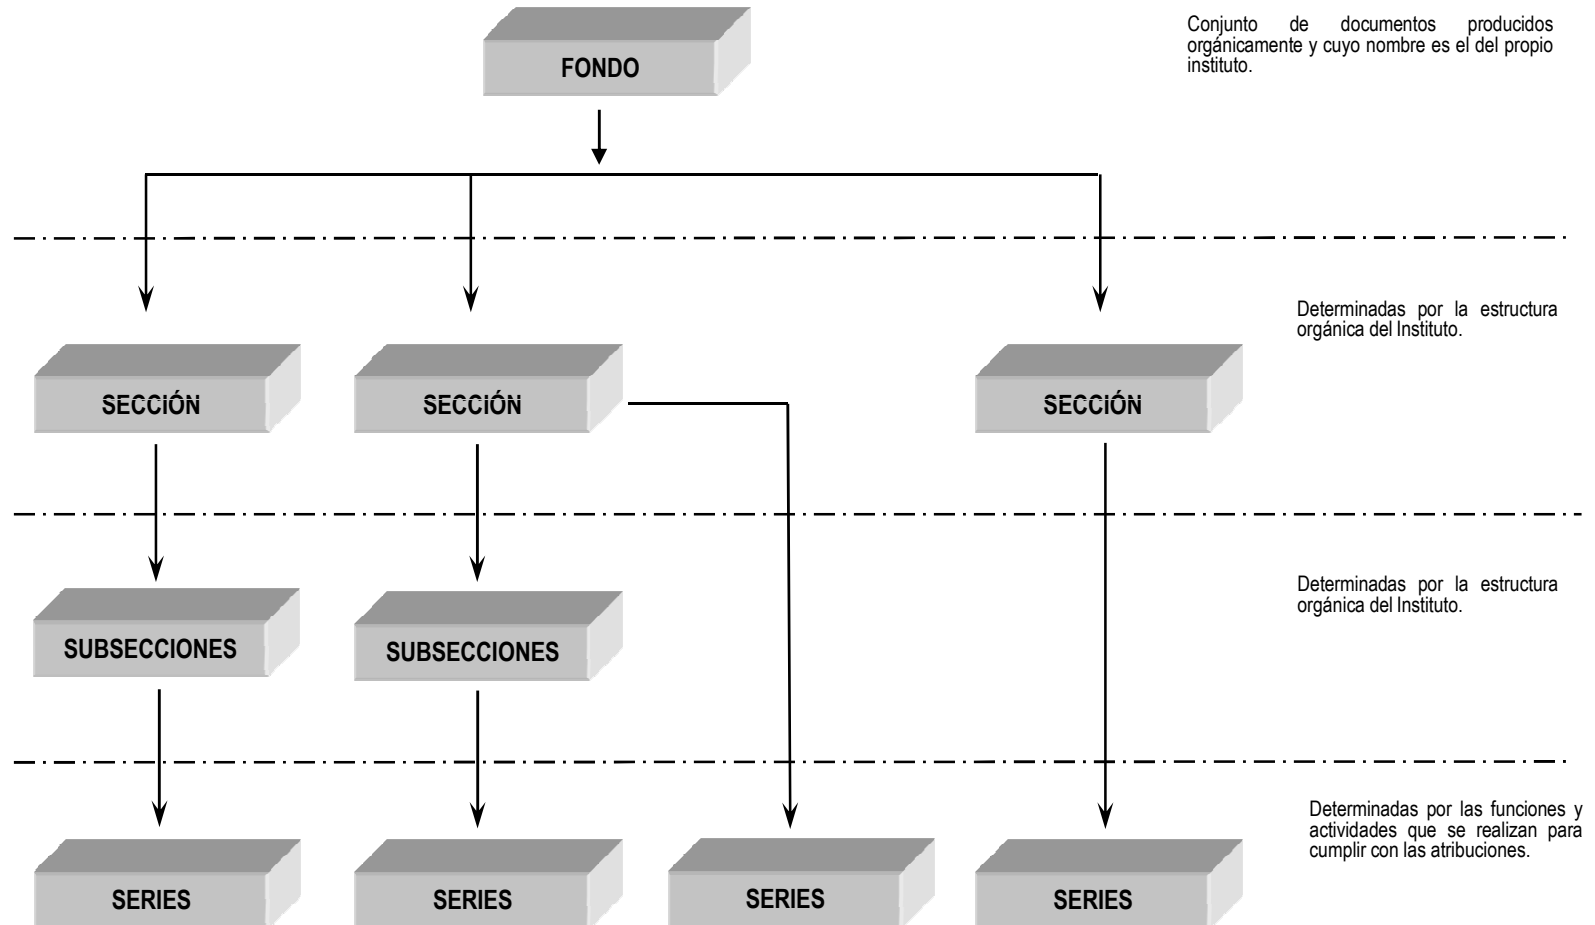 Conjunto de documentos producidos
orgánicamente y cuyo nombre es el del propio
instituto.
FONDO
Determinadas por la estructura
orgánica del Instituto.
SECCIÓN
SECCIÓN
SECCIÓN
Determinadas por la estructura
orgánica del Instituto.
SUBSECCIONES
SUBSECCIONES
Determinadas por las funciones y
actividades que se realizan para
cumplir con las atribuciones.
SERIES
SERIES
SERIES
SERIES